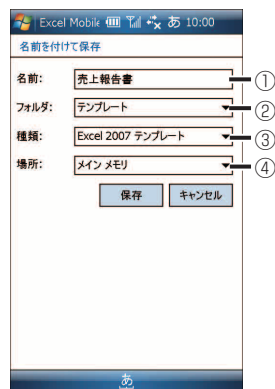 Excel Mobile あ 10:00
名前を付けて保存
名前: 売上報告書 ①
フォルダ: テンプレート ②
種類: Excel 2007 テンプレート ③
場所: メイン メモリ ④
保存 キャンセル
あ